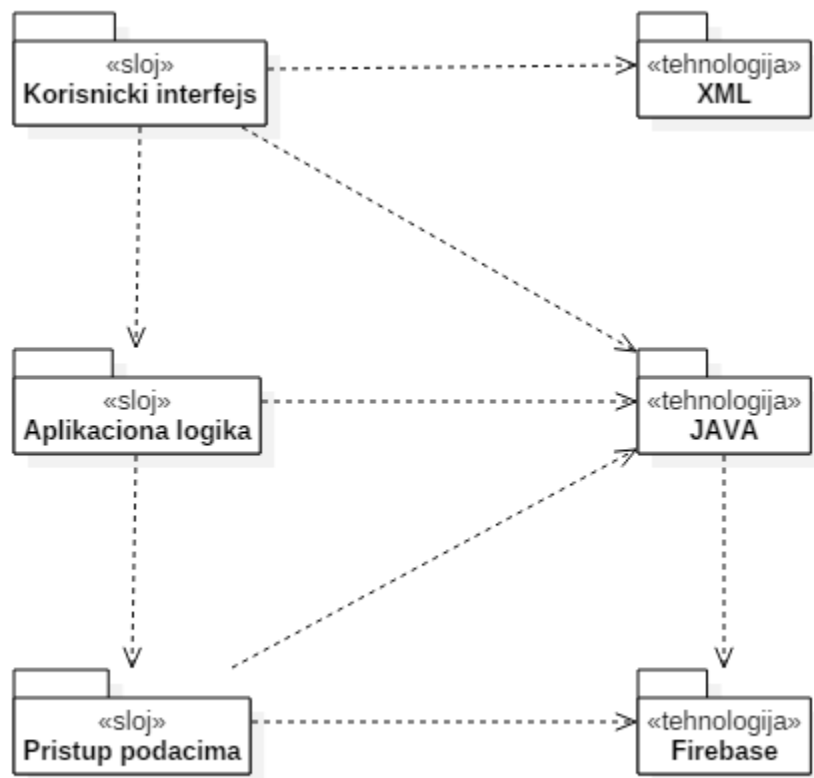 «sloj»
Korisnicki interfejs
«tehnologija»
XML
«sloj»
Aplikaciona logika
«tehnologija»
JAVA
«sloj»
Pristup podacima
«tehnologija»
Firebase